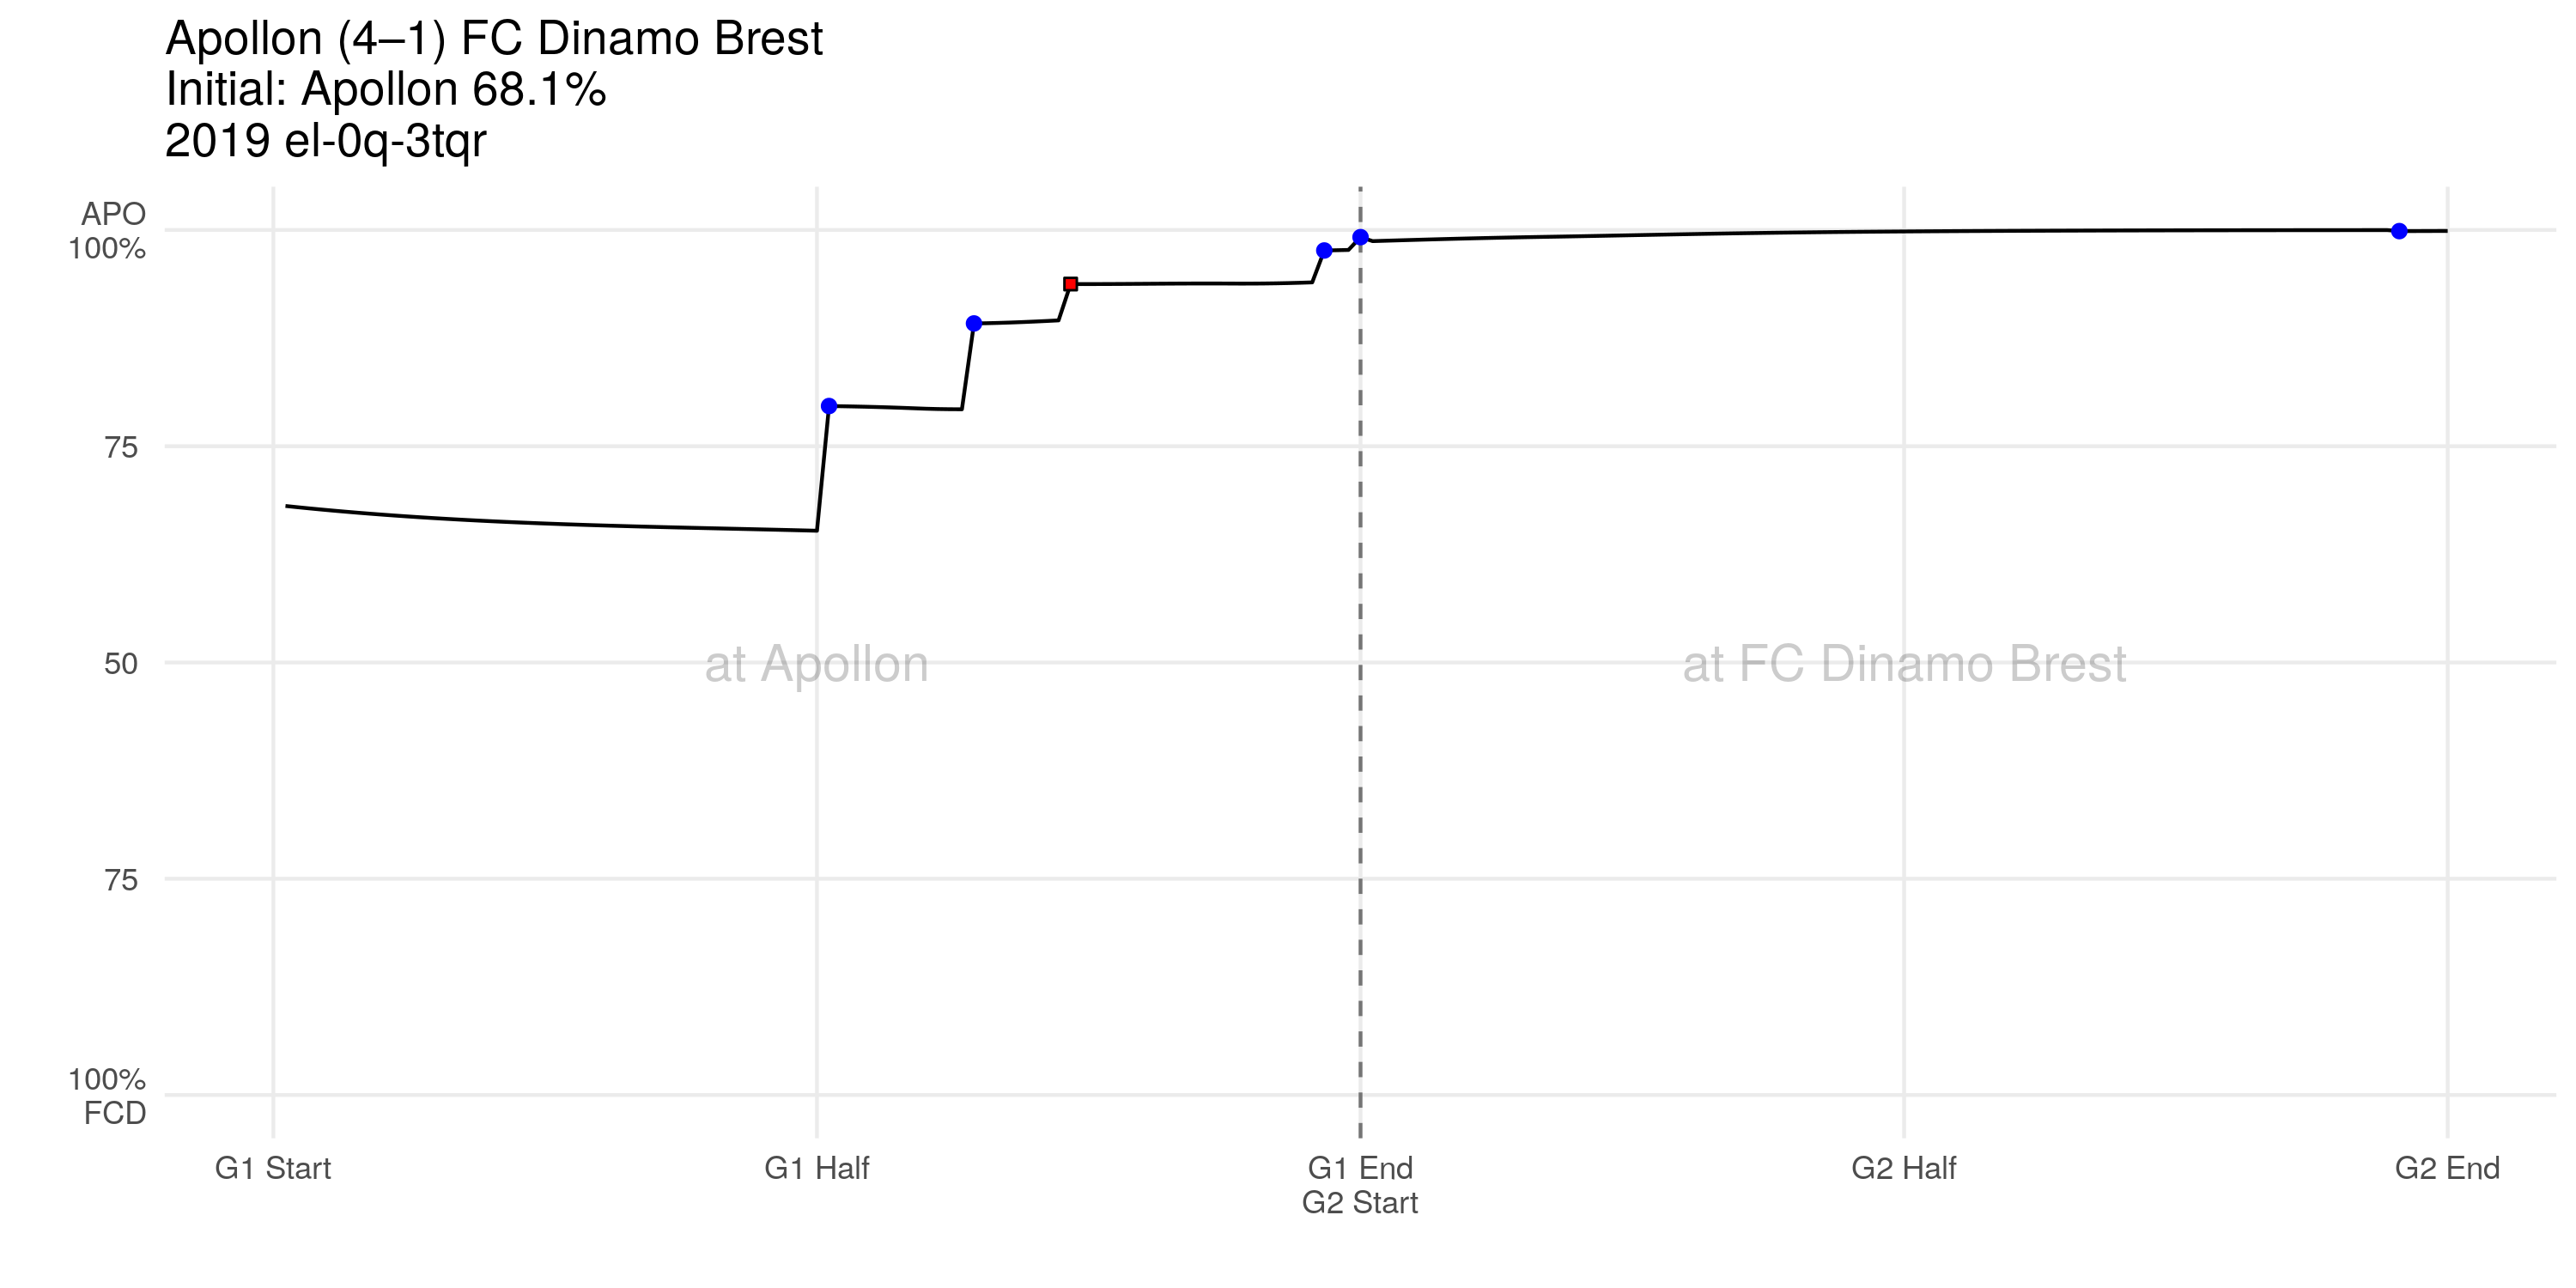 Apollon (4–1) FC Dinamo Brest
Initial: Apollon 68.1%
2019 el-0q-3tqr
APO
100%
75
50
75
100%
FCD
at Apollon
at FC Dinamo Brest
G1 Start
G1 Half
G1 End
G2 Start
G2 Half
G2 End